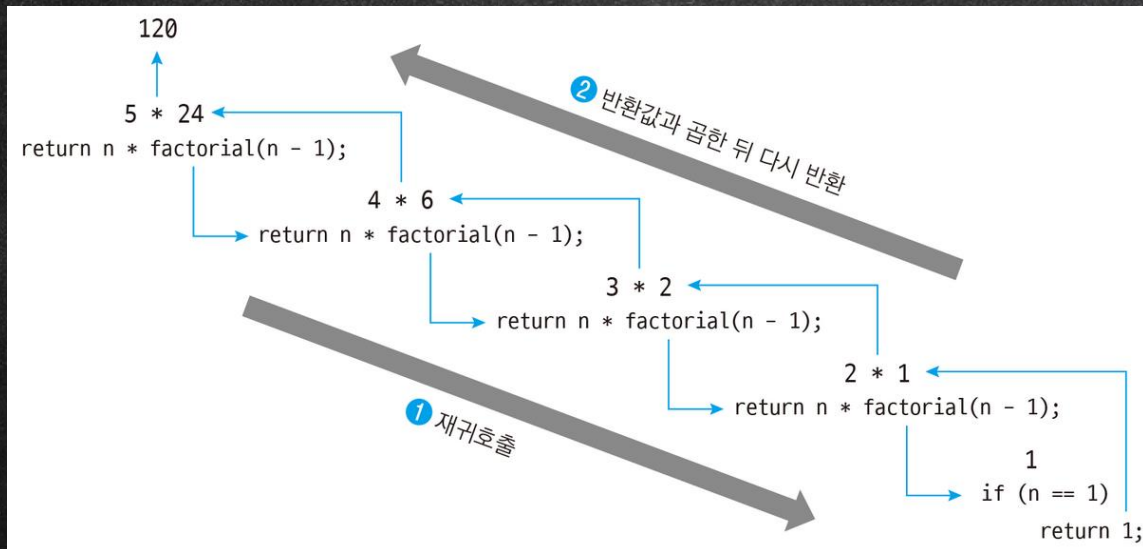 120
5 * 24
return n * factorial(n - 1);
❷ 반환값과 곱한 뒤 다시 반환
4 * 6
return n * factorial(n - 1);
3 * 2
return n * factorial(n - 1);
❶ 재귀호출
2 * 1
return n * factorial(n - 1);
1
if (n == 1)
return 1;